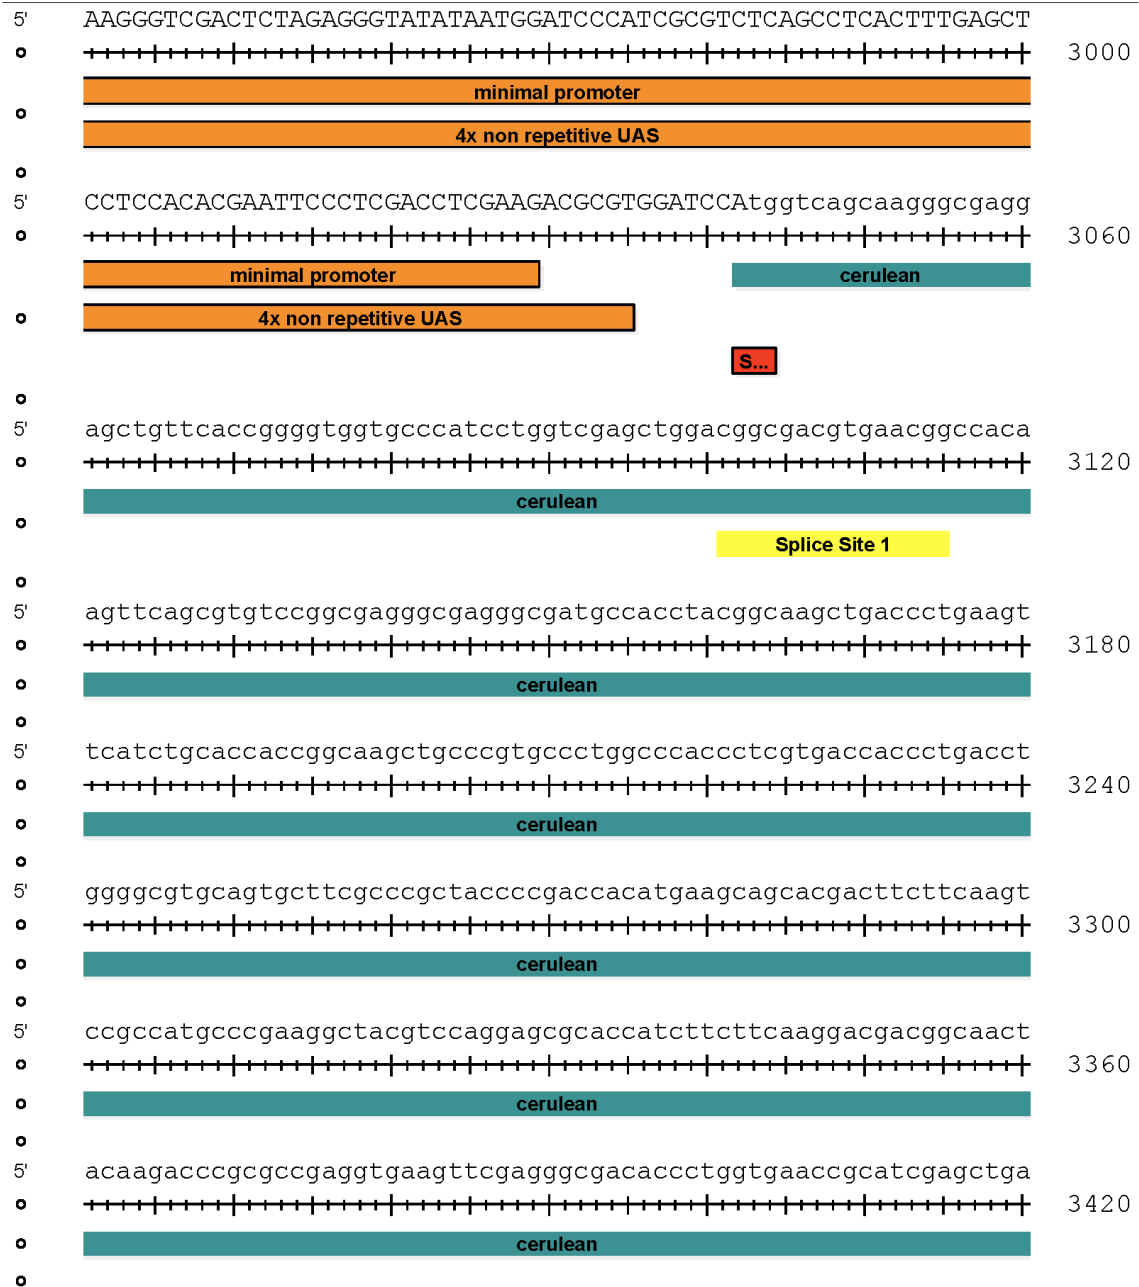 5' AAGGGTCGACTCTAGAGGGTATATAATGGATCCCATCGCGTCTCAGCCTCACTTTGAGCT
3000
minimal promoter
4x non repetitive UAS
5' CCTCCACACGAATTCCCTCGACCTCGAAGACGCGTGGATCCAtggtcagcaagggcgagg
3060
minimal promoter cerulean
4x non repetitive UAS
S...
5' agctgttcaccggggtggtgcccatcctggtcgagctggacggcgacgtgaacggccaca
3120
cerulean
Splice Site 1
5' agttcagcgtgtccggcgagggcgagggcgatgccacctacggcaagctgaccctgaagt
3180
cerulean
5' tcatctgcaccaccggcaagctgcccgtgccctggcccaccctcgtgaccaccctgacct
3240
cerulean
5' ggggcgtgcagtgcttcgcccgctaccccgaccacatgaagcagcacgacttcttcaagt
3300
cerulean
5' ccgccatgcccgaaggctacgtccaggagcgcaccatcttcttcaaggacgacggcaact
3360
cerulean
5' acaagacccgcgccgaggtgaagttcgagggcgacaccctggtgaaccgcatcgagctga
3420
cerulean